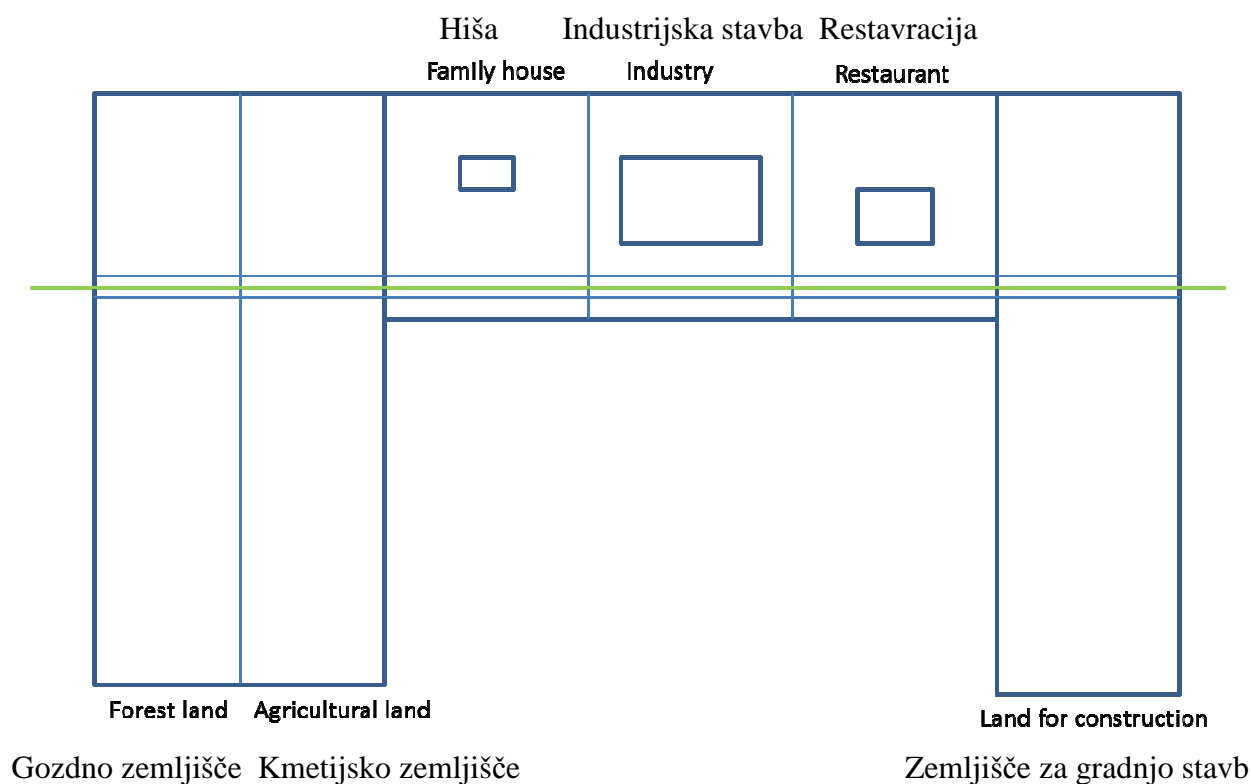 Hiša Industrijska stavba Restavracija
Family house Industry Restaurant
Forest land Agricultural land Land for construction
Gozdno zemljišče Kmetijsko zemljišče Zemljišče za gradnjo stavb